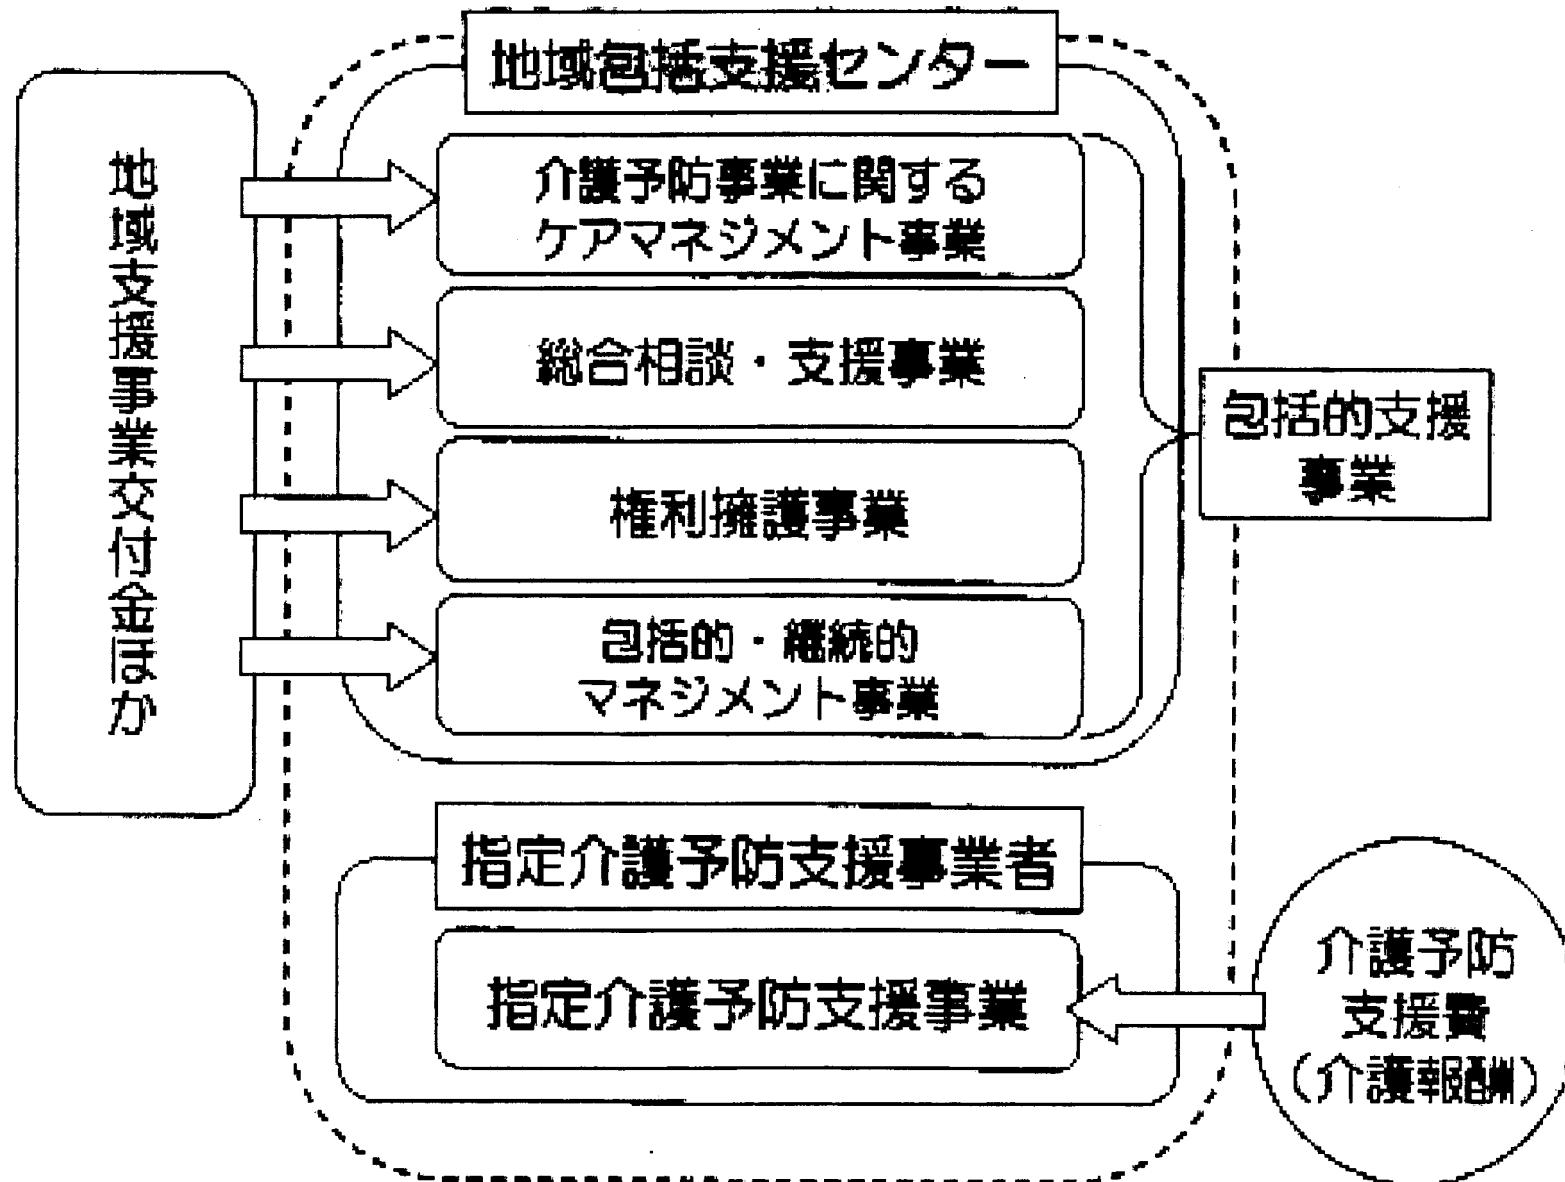 地域包括支援センター
地域支援事業交付金ほか
介護予防事業に関する
ケアマネジメント事業
総合相談・支援事業
権利擁護事業
包括的・継続的
マネジメント事業
包括的支援
事業
指定介護予防支援事業者
指定介護予防支援事業
介護予防
支援費
（介護報酬）